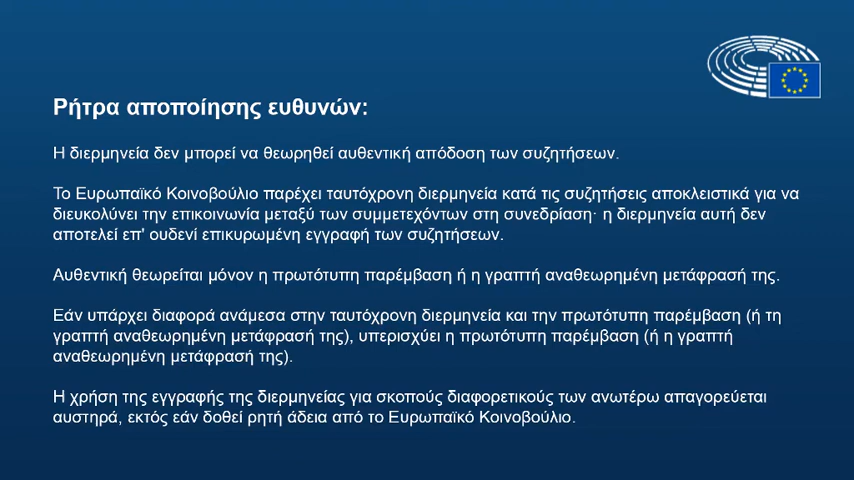 Ρήτρα αποποίησης ευθυνών:
Η διερμηνεία δεν μπορεί να θεωρηθεί αυθεντική απόδοση των συζητήσεων.
Το Ευρωπαϊκό Κοινοβούλιο παρέχει ταυτόχρονη διερμηνεία κατά τις συζητήσεις αποκλειστικά για να
διευκολύνει την επικοινωνία μεταξύ των συμμετεχόντων στη συνεδρίαση· η διερμηνεία αυτή δεν
αποτελεί επ' ουδενί επικυρωμένη εγγραφή των συζητήσεων.
Αυθεντική θεωρείται μόνον η πρωτότυπη παρέμβαση ή η γραπτή αναθεωρημένη μετάφρασή της.
Εάν υπάρχει διαφορά ανάμεσα στην ταυτόχρονη διερμηνεία και την πρωτότυπη παρέμβαση (ή τη
γραπτή αναθεωρημένη μετάφρασή της), υπερισχύει η πρωτότυπη παρέμβαση (ή η γραπτή
αναθεωρημένη μετάφρασή της).
Η χρήση της εγγραφής της διερμηνείας για σκοπούς διαφορετικούς των ανωτέρω απαγορεύεται
αυστηρά, εκτός εάν δοθεί ρητή άδεια από το Ευρωπαϊκό Κοινοβούλιο.